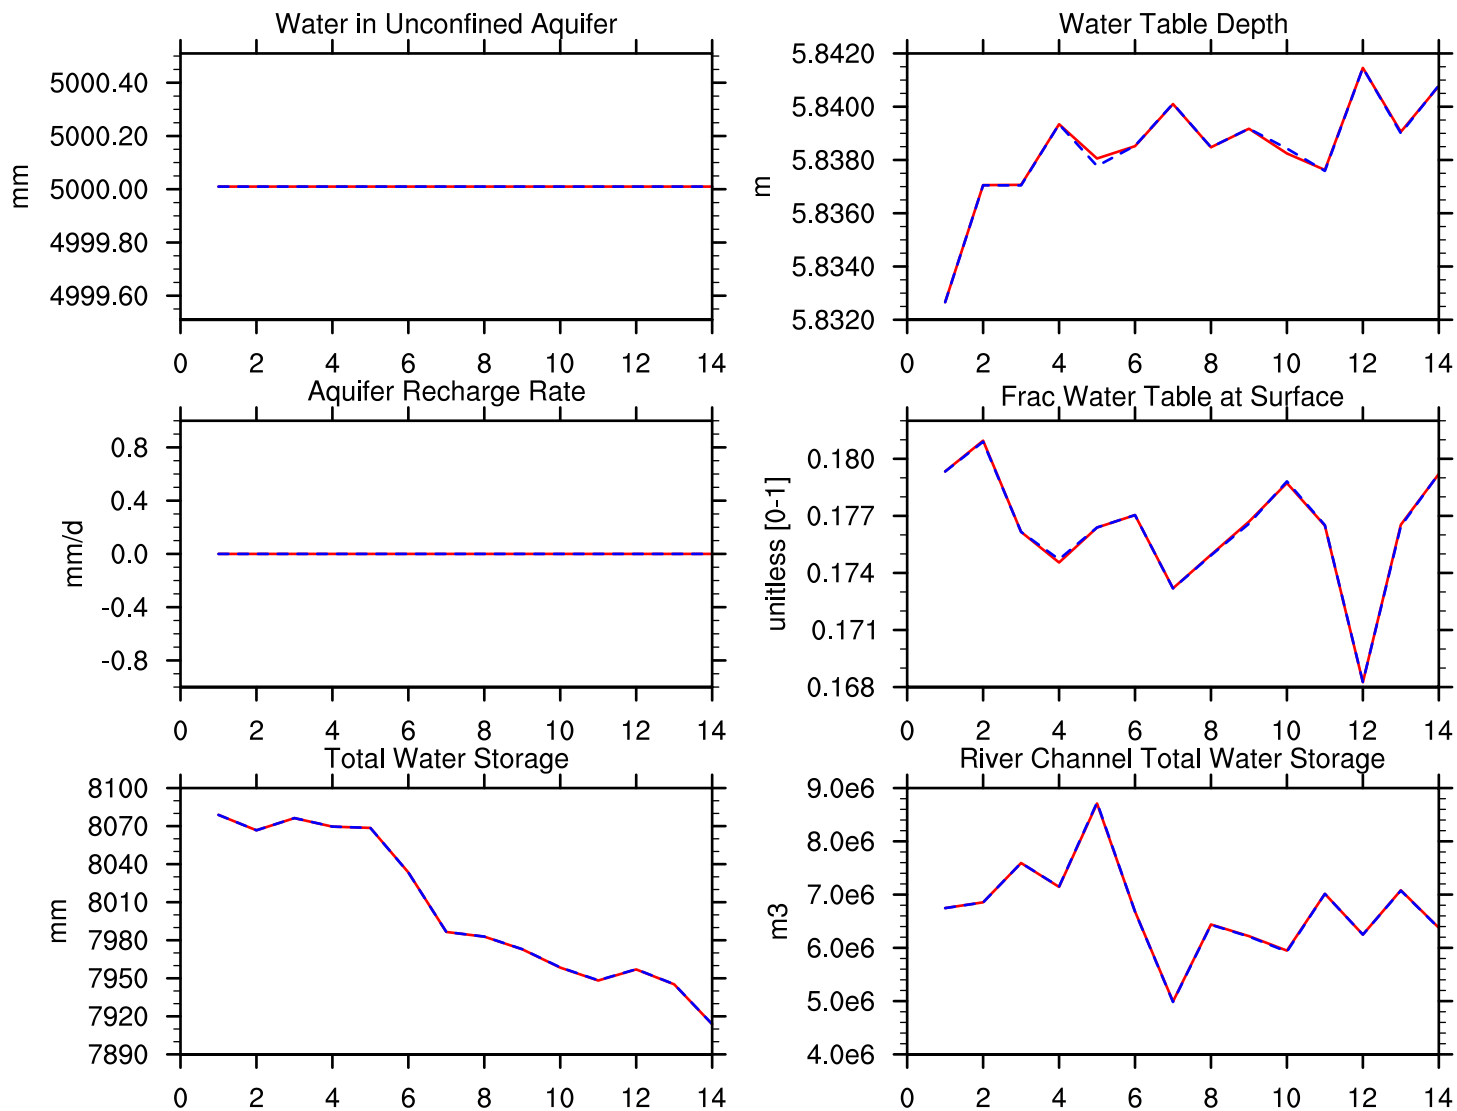 Water in Unconfined Aquifer
5000.40
5000.20
5000.00
4999.80
4999.60
mm
0 2 4 6 8 10 12 14
Water Table Depth
5.8420
5.8400
5.8380
5.8360
5.8340
5.8320
m
0 2 4 6 8 10 12 14
Aquifer Recharge Rate
0.8
0.4
0.0
-0.4
-0.8
mm/d
0 2 4 6 8 10 12 14
Frac Water Table at Surface
0.180
0.177
0.174
0.171
0.168
unitless [0-1]
0 2 4 6 8 10 12 14
Total Water Storage
8100
8070
8040
8010
7980
7950
7920
7890
mm
0 2 4 6 8 10 12 14
River Channel Total Water Storage
9.0e6
8.0e6
7.0e6
6.0e6
5.0e6
4.0e6
m3
0 2 4 6 8 10 12 14